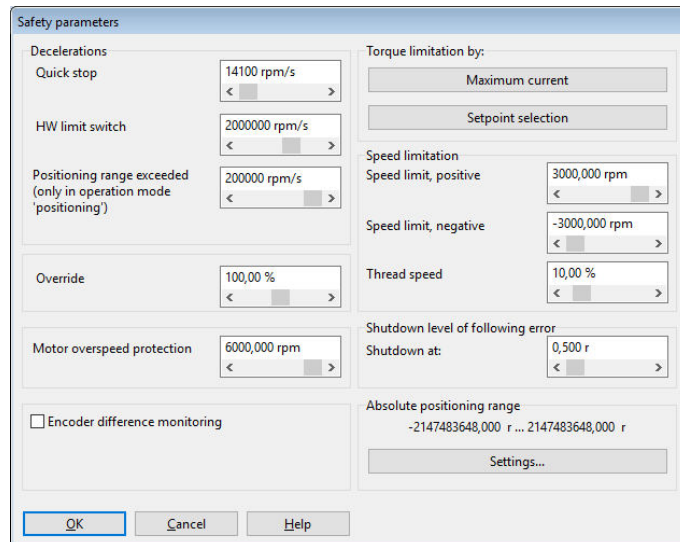 Safety parameters
Decelerations
Quick stop
14100 rpm/s
HW limit switch
2000000 rpm/s
Positioning range exceeded
(only in operation mode
'positioning')
200000 rpm/s
Override
100,00 %
Motor overspeed protection
6000,000 rpm
Encoder difference monitoring
Torque limitation by:
Maximum current
Setpoint selection
Speed limitation
Speed limit, positive
3000,000 rpm
Speed limit, negative
-3000,000 rpm
Thread speed
10,00 %
Shutdown level of following error
Shutdown at:
0,500 r
Absolute positioning range
-2147483648,000 r ... 2147483648,000 r
Settings...
OK
Cancel
Help